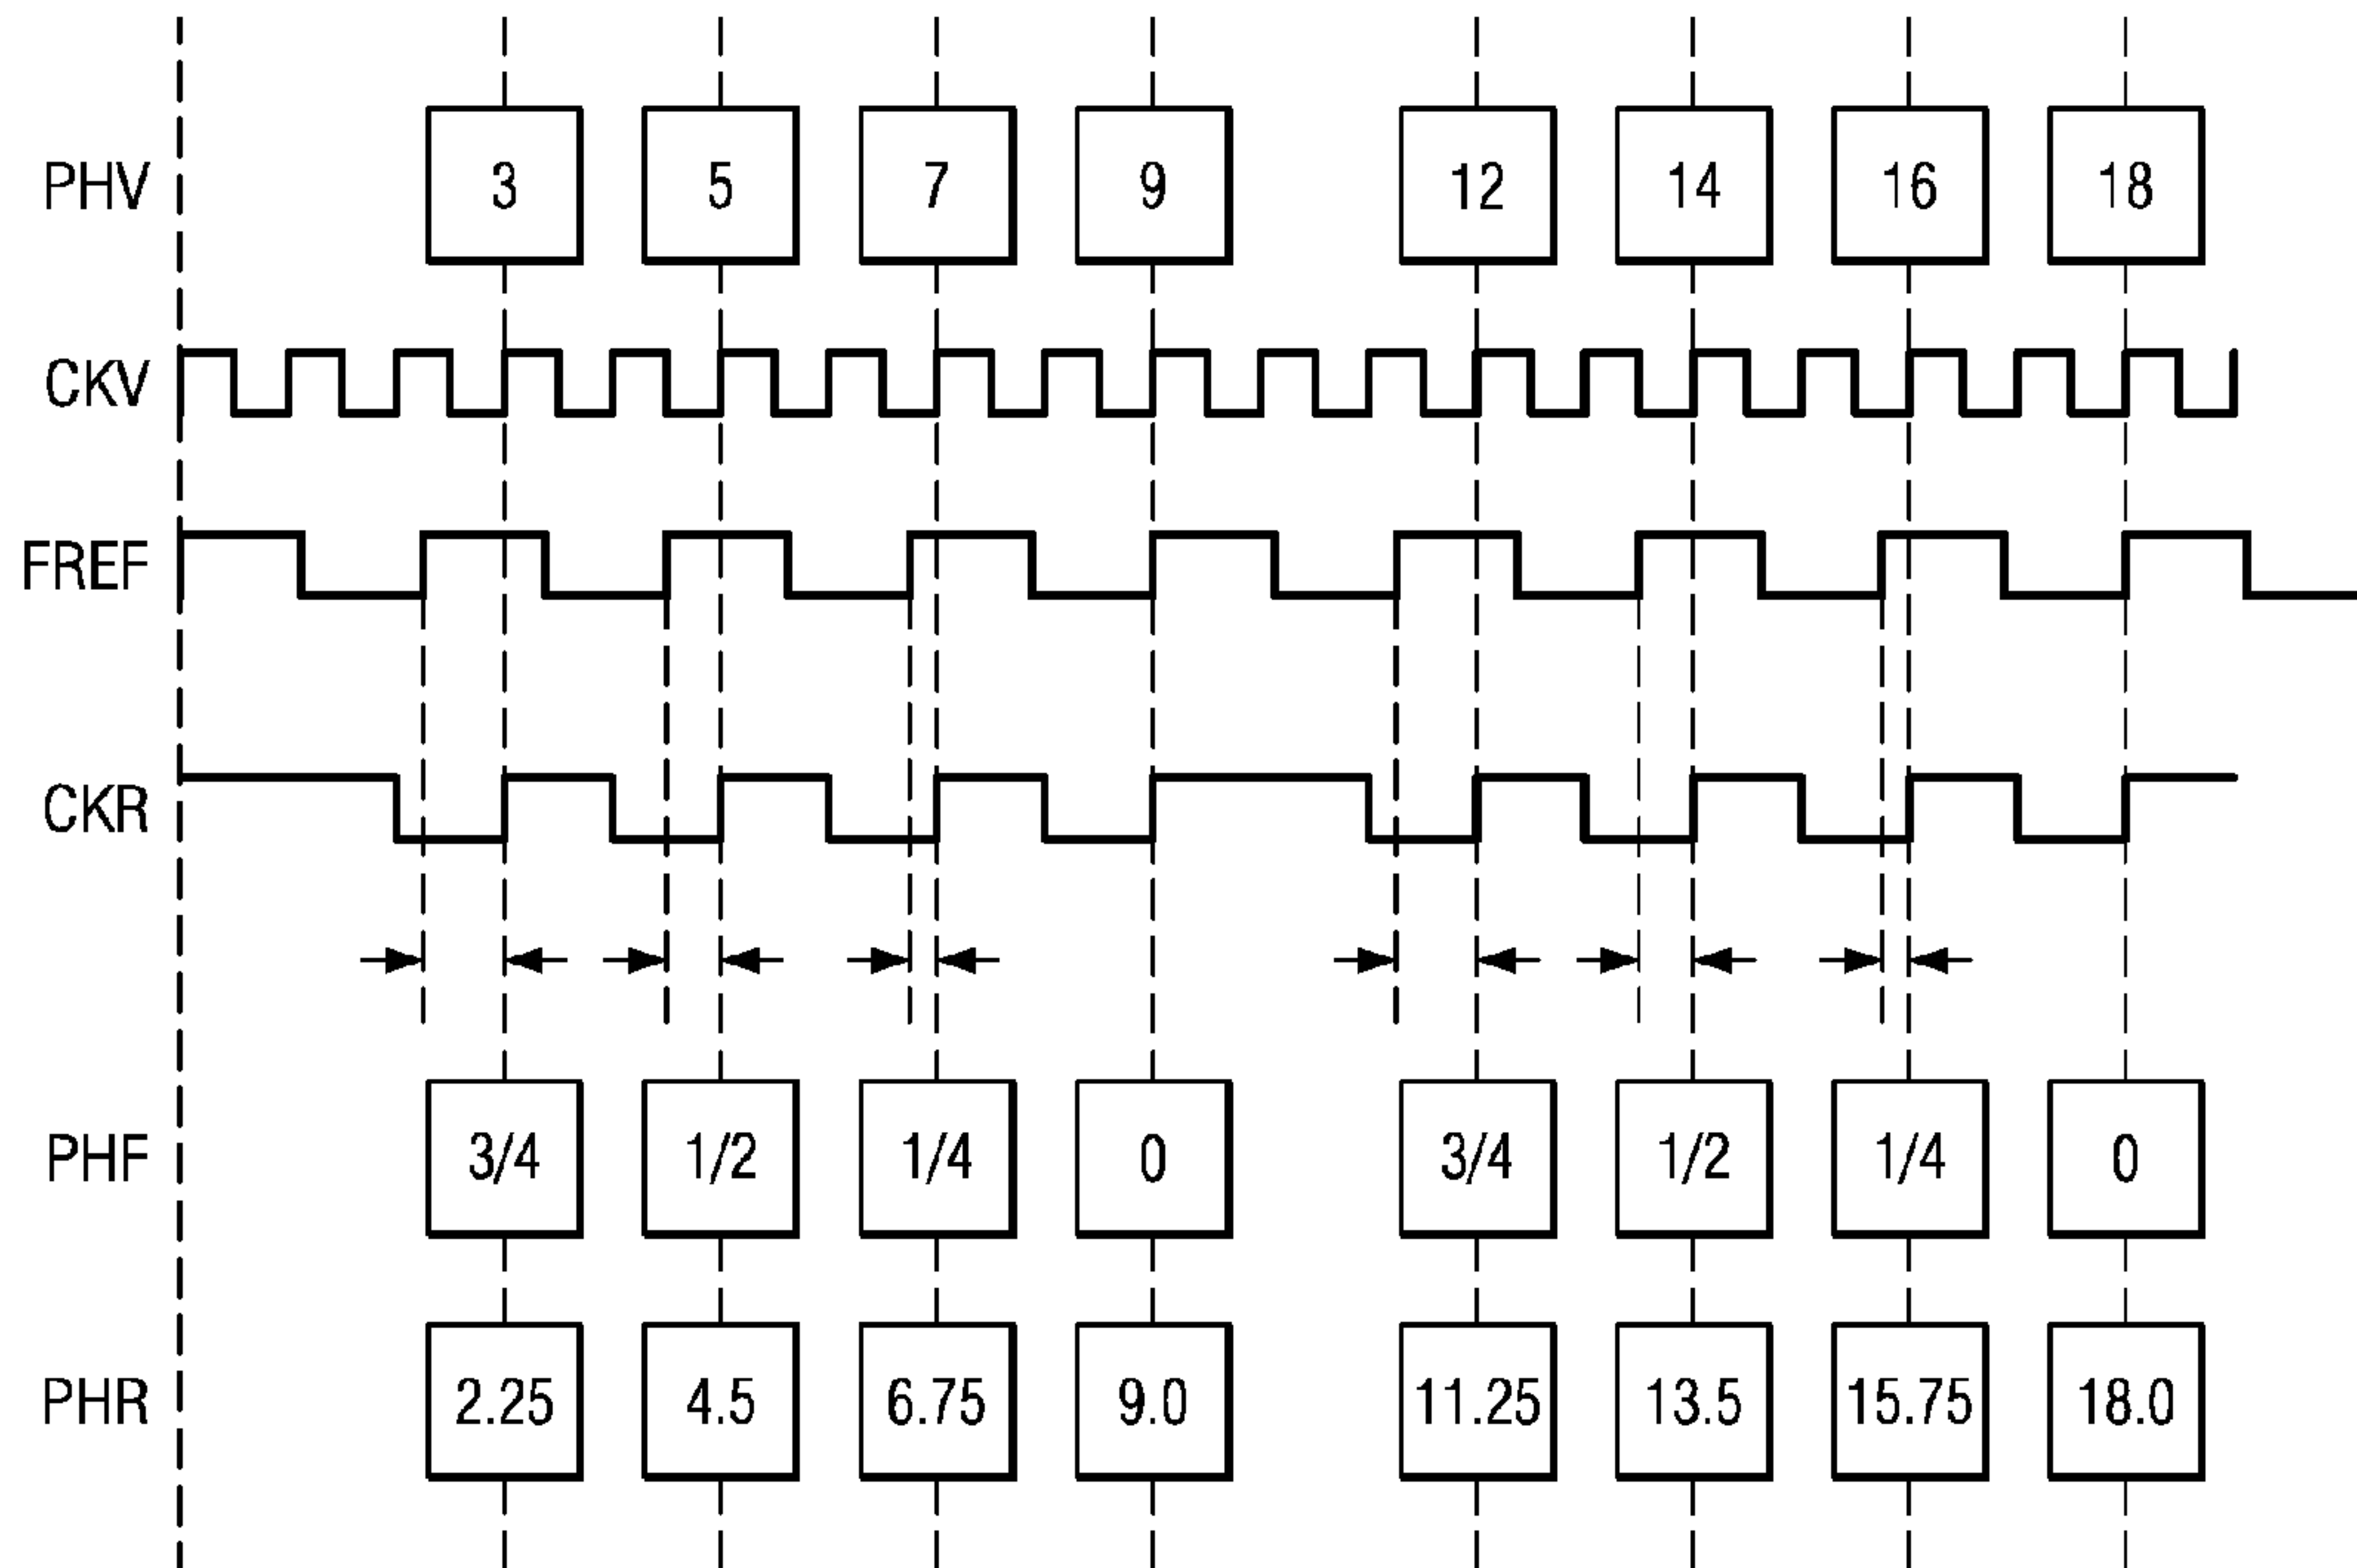 PHV 3 5 7 9 12 14 16 18
CKV
FREF
CKR
PHF 3/4 1/2 1/4 0 3/4 1/2 1/4 0
PHR 2.25 4.5 6.75 9.0 11.25 13.5 15.75 18.0